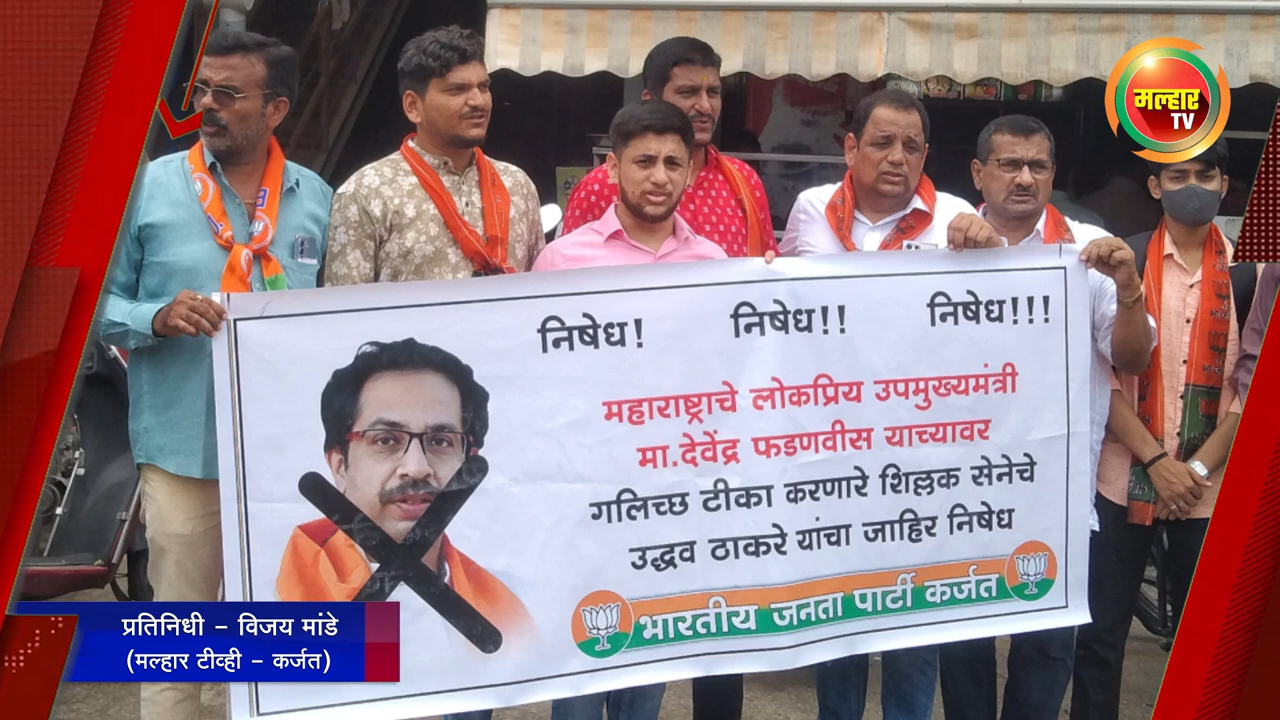 मल्हार
TV
निषेध! निषेध!! निषेध!!!
महाराष्ट्राचे लोकप्रिय उपमुख्यमंत्री
मा.देवेंद्र फडणवीस याच्यावर
गलिच्छ टीका करणारे शिल्लक सेनेचे
उद्धव ठाकरे यांचा जाहिर निषेध
भारतीय जनता पार्टी कर्जत
प्रतिनिधी – विजय मांडे
(मल्हार टीव्ही – कर्जत)